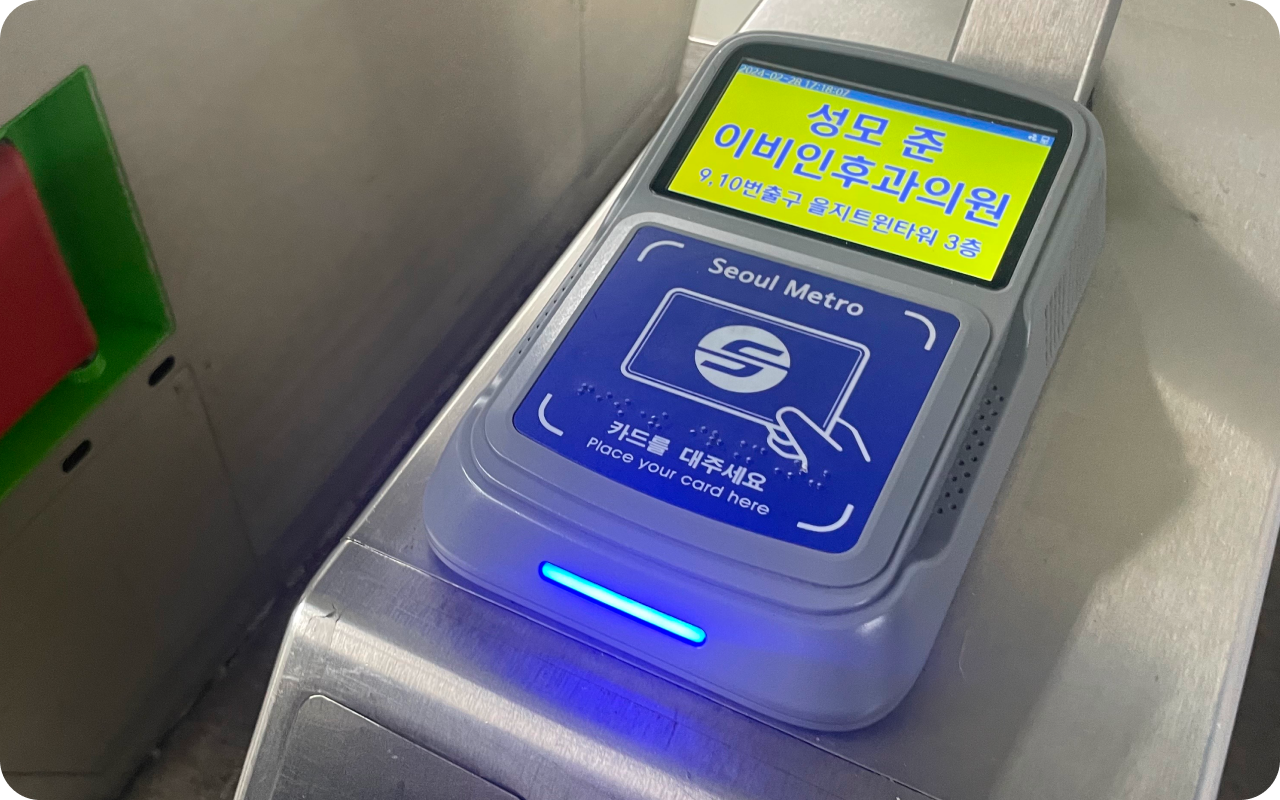 2024-02-28 17:18:07
성모 준
이비인후과의원
9,10번출구 을지트윈타워 3층
Seoul Metro
카드를 대주세요
Place your card here